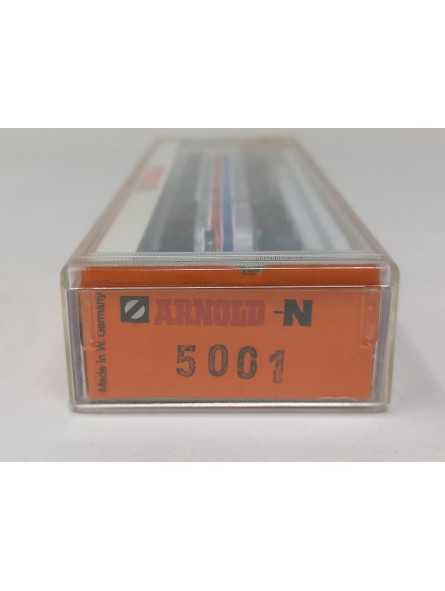 ARNOLD -N
5001
Made in W. Germany